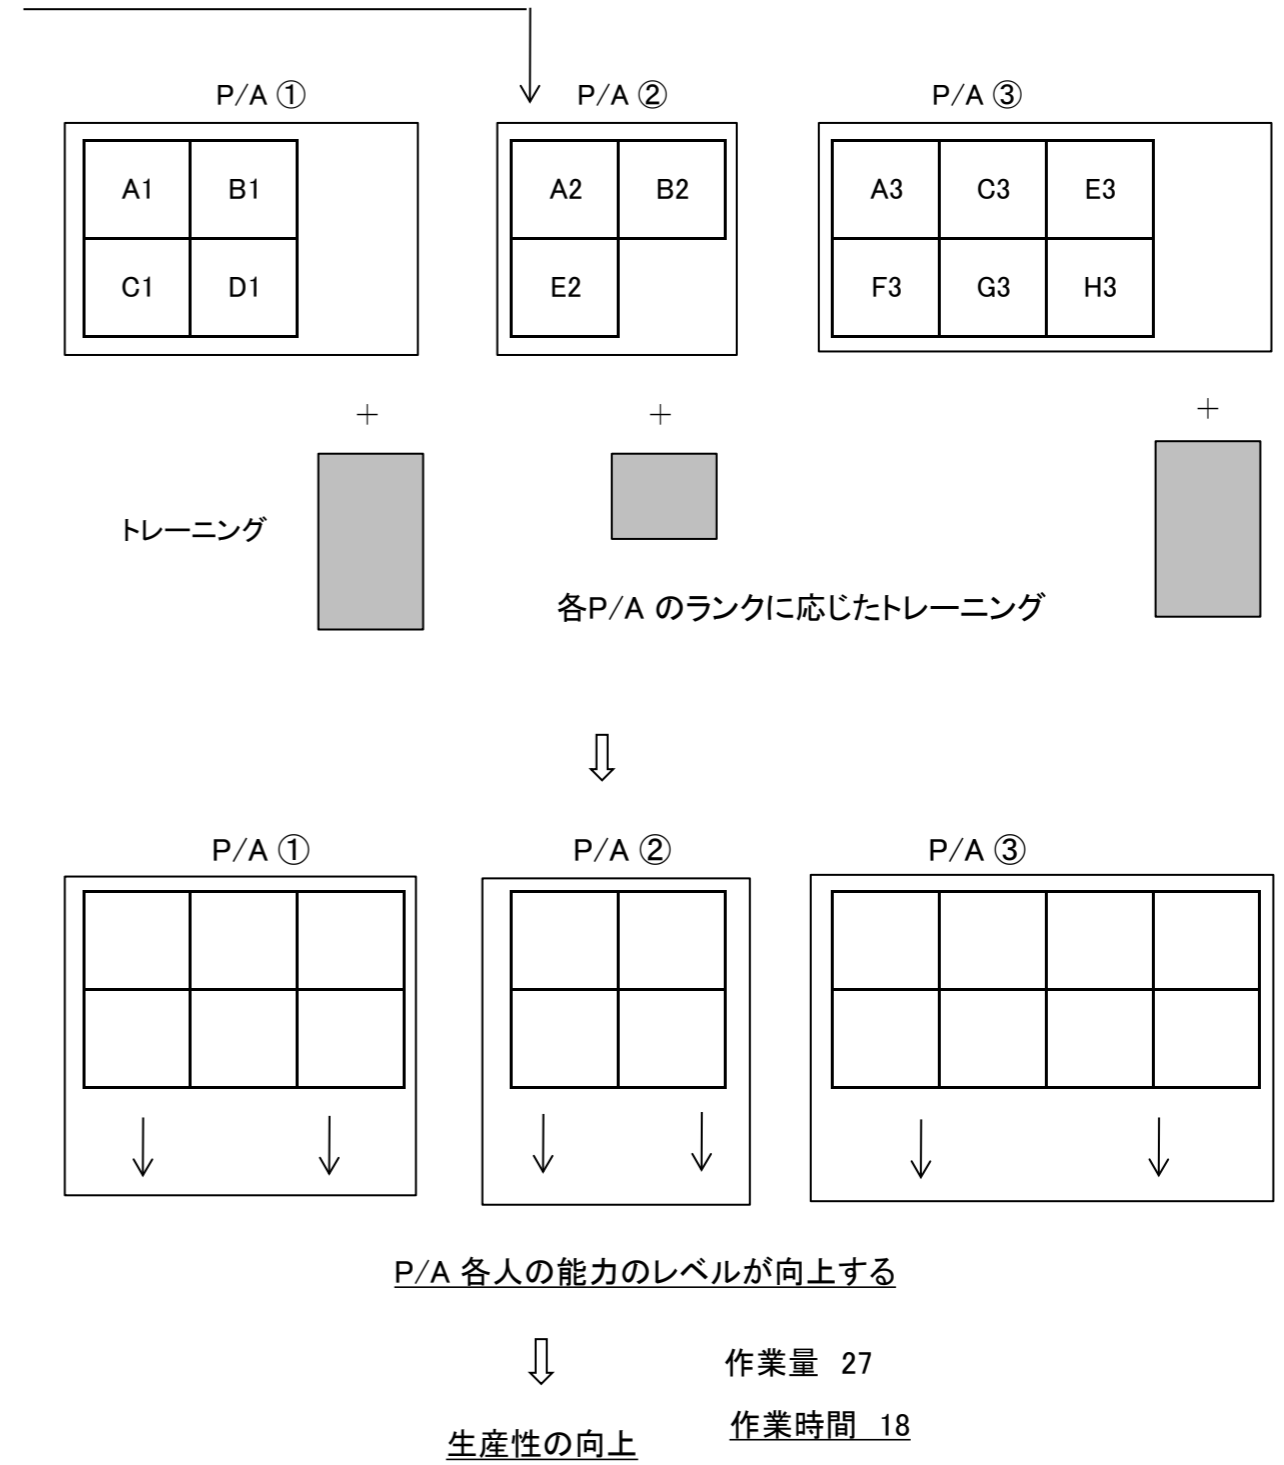 P/A ① P/A ② P/A ③
A1 B1 A2 B2 A3 C3 E3
C1 D1 E2 F3 G3 H3
＋ ＋ ＋
トレーニング
各P/A のランクに応じたトレーニング
P/A ① P/A ② P/A ③
P/A 各人の能力のレベルが向上する
作業量 27
作業時間 18
生産性の向上